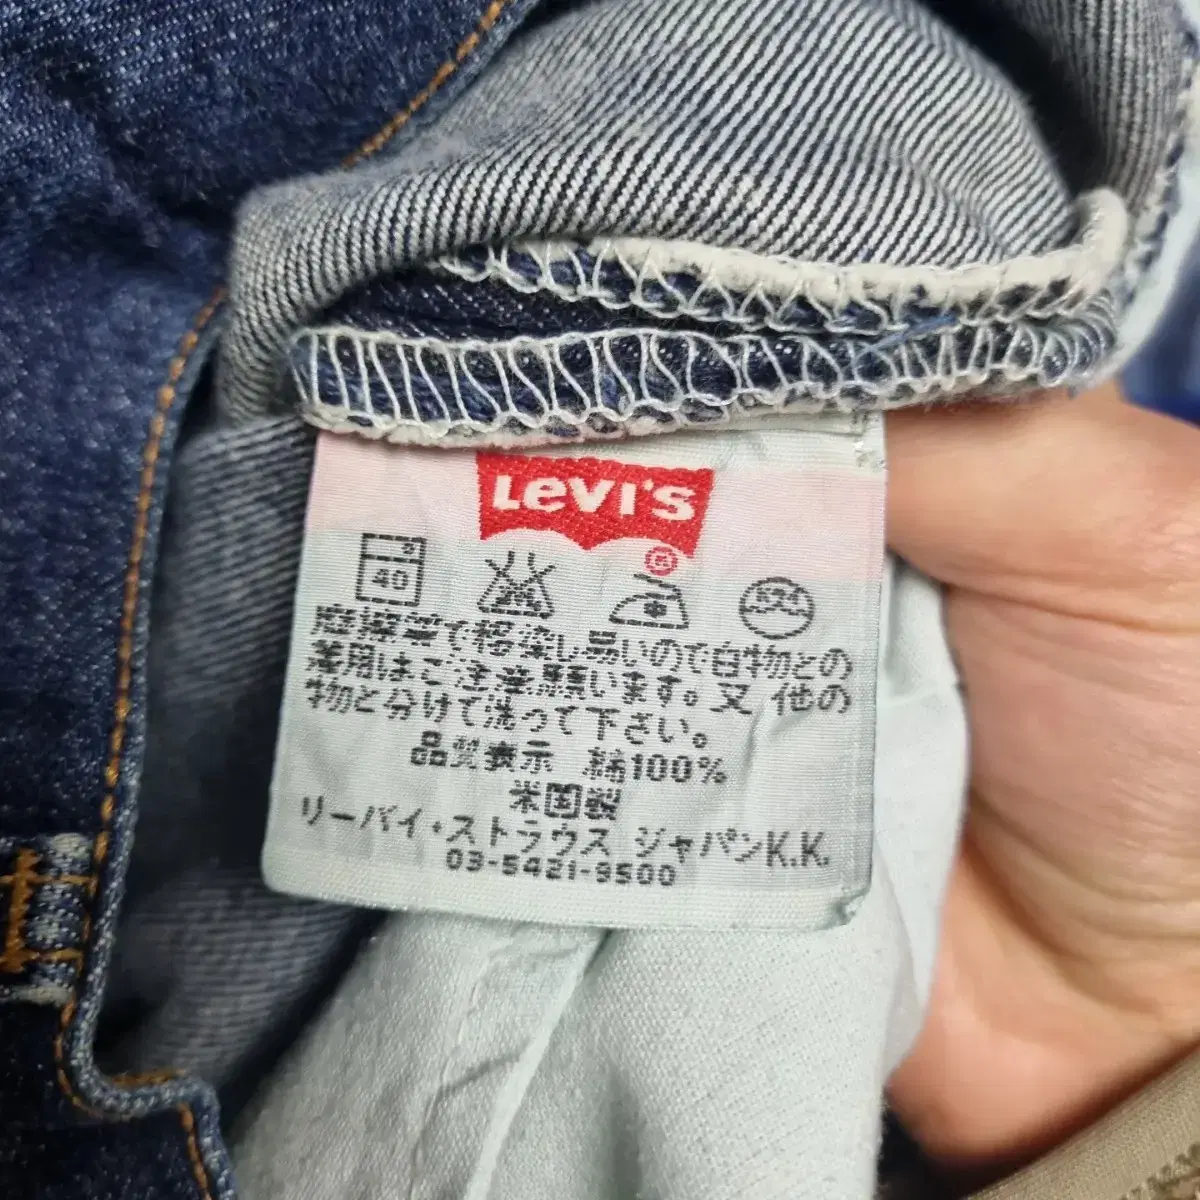 LEVI'S
®
40
摩擦等で移染し易いので白物との
着用はご注意願います。又 他の
物と分けて洗って下さい。
品質表示 綿100%
米国製
リーバイ・ストラウス ジャパンK.K.
03-5421-9500